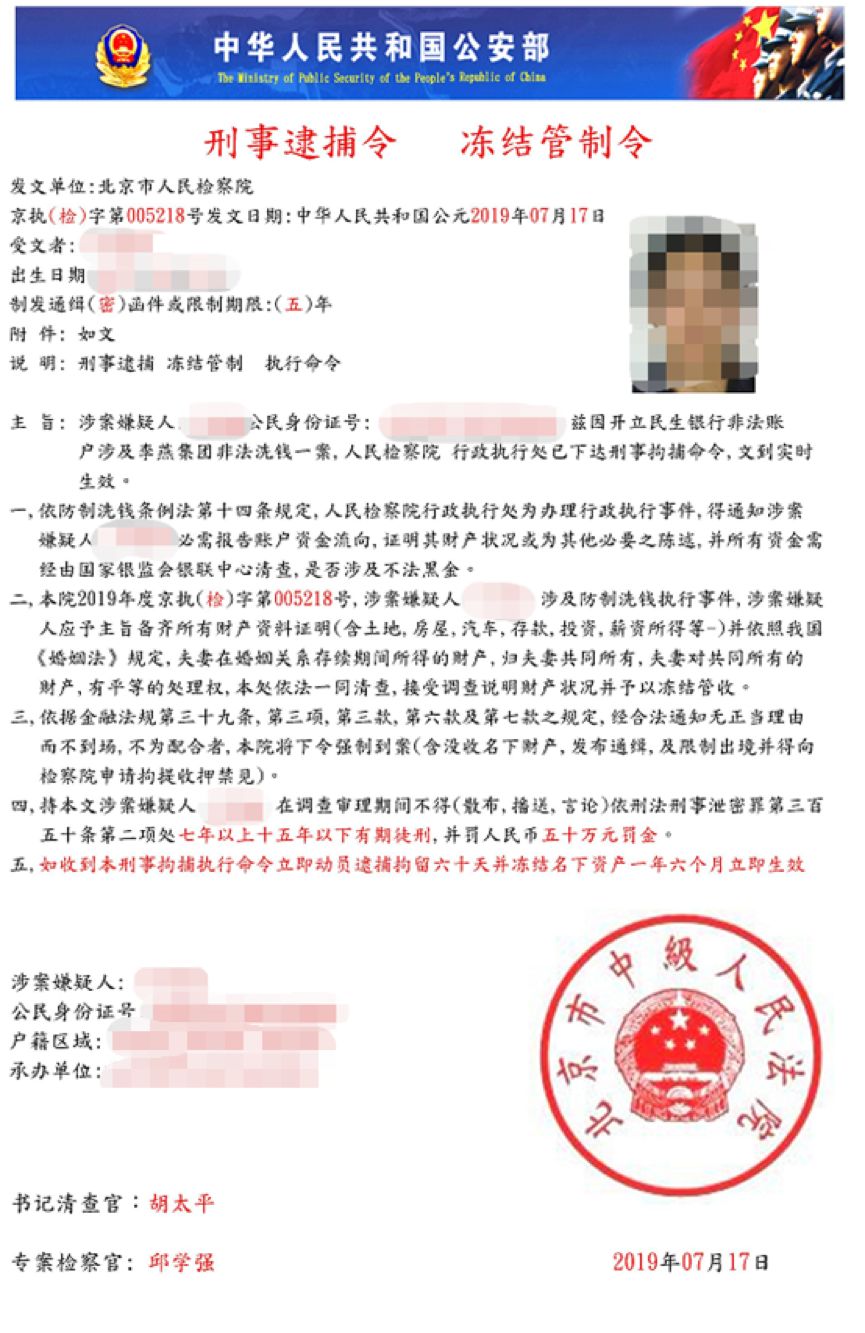 中华人民共和国公安部
The Ministry of Public Security of the People's Republic of China
刑事逮捕令 冻结管制令
发文单位:北京市人民检察院
京执(检)字第005218号发文日期:中华人民共和国公元2019年07月17日
受文者:
出生日期
制发通缉(密)函件或限制期限:(五)年
附 件: 如文
说 明: 刑事逮捕 冻结管制 执行命令
主 旨: 涉案嫌疑人 公民身份证号: 兹因开立民生银行非法账
户涉及李燕集团非法洗钱一案,人民检察院 行政执行处已下达刑事拘捕命令,文到实时
生效。
一,依防制洗钱条例法第十四条规定,人民检察院行政执行处为办理行政执行事件,得通知涉案
嫌疑人 必需报告账户资金流向,证明其财产状况或为其他必要之陈述,并所有资金需
经由国家银监会银联中心清查,是否涉及不法黑金。
二,本院2019年度京执(检)字第005218号,涉案嫌疑人 涉及防制洗钱执行事件,涉案嫌疑
人应予主旨备齐所有财产资料证明(含土地,房屋,汽车,存款,投资,薪资所得等-)并依照我国
《婚姻法》规定,夫妻在婚姻关系存续期间所得的财产,归夫妻共同所有,夫妻对共同所有的
财产,有平等的处理权,本处依法一同清查,接受调查说明财产状况并予以冻结管收。
三,依据金融法规第三十九条,第三项,第三款,第六款及第七款之规定,经合法通知无正当理由
而不到场,不为配合者,本院将下令强制到案(含没收名下财产,发布通缉,及限制出境并得向
检察院申请拘提收押禁见)。
四,持本文涉案嫌疑人 在调查审理期间不得(散布,播送,言论)依刑法刑事泄密罪第三百
五十条第二项处七年以上十五年以下有期徒刑,并罚人民币五十万元罚金。
五,如收到本刑事拘捕执行命令立即动员逮捕拘留六十天并冻结名下资产一年六个月立即生效
涉案嫌疑人:
公民身份证号
户籍区域:
承办单位:
北京市中級人民法院
书记清查官:胡太平
专案检察官: 邱学强
2019年07月17日